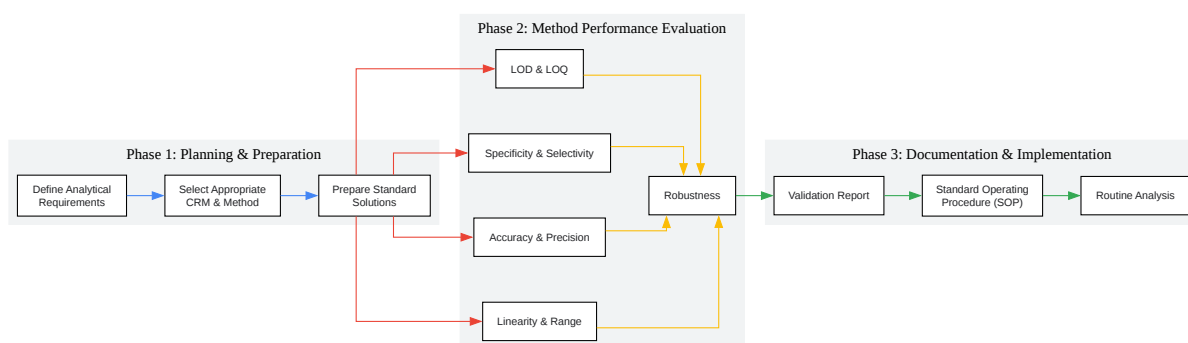 Phase 1: Planning & Preparation
Define Analytical
Requirements
Select Appropriate
CRM & Method
Prepare Standard
Solutions
Phase 2: Method Performance Evaluation
LOD & LOQ
Specificity & Selectivity
Accuracy & Precision
Linearity & Range
Robustness
Phase 3: Documentation & Implementation
Validation Report
Standard Operating
Procedure (SOP)
Routine Analysis